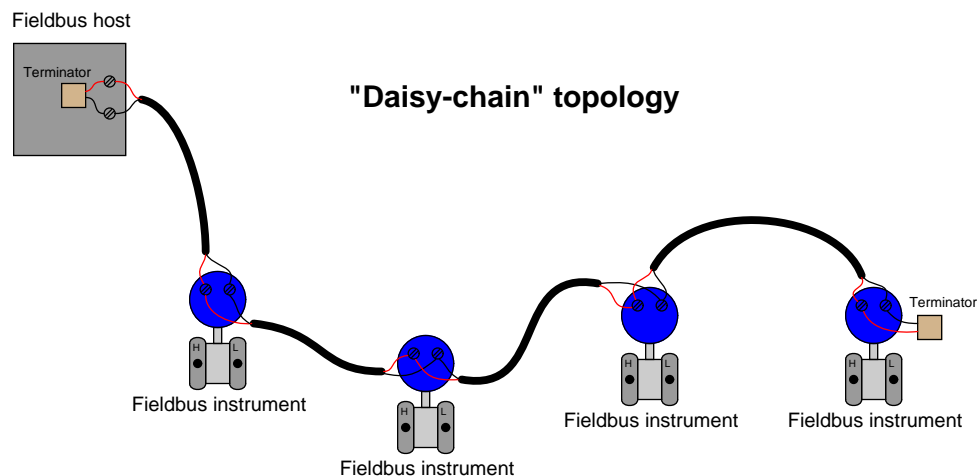 Fieldbus host
Terminator
"Daisy-chain" topology
Terminator
H L
Fieldbus instrument
H L
Fieldbus instrument
H L
Fieldbus instrument
H L
Fieldbus instrument